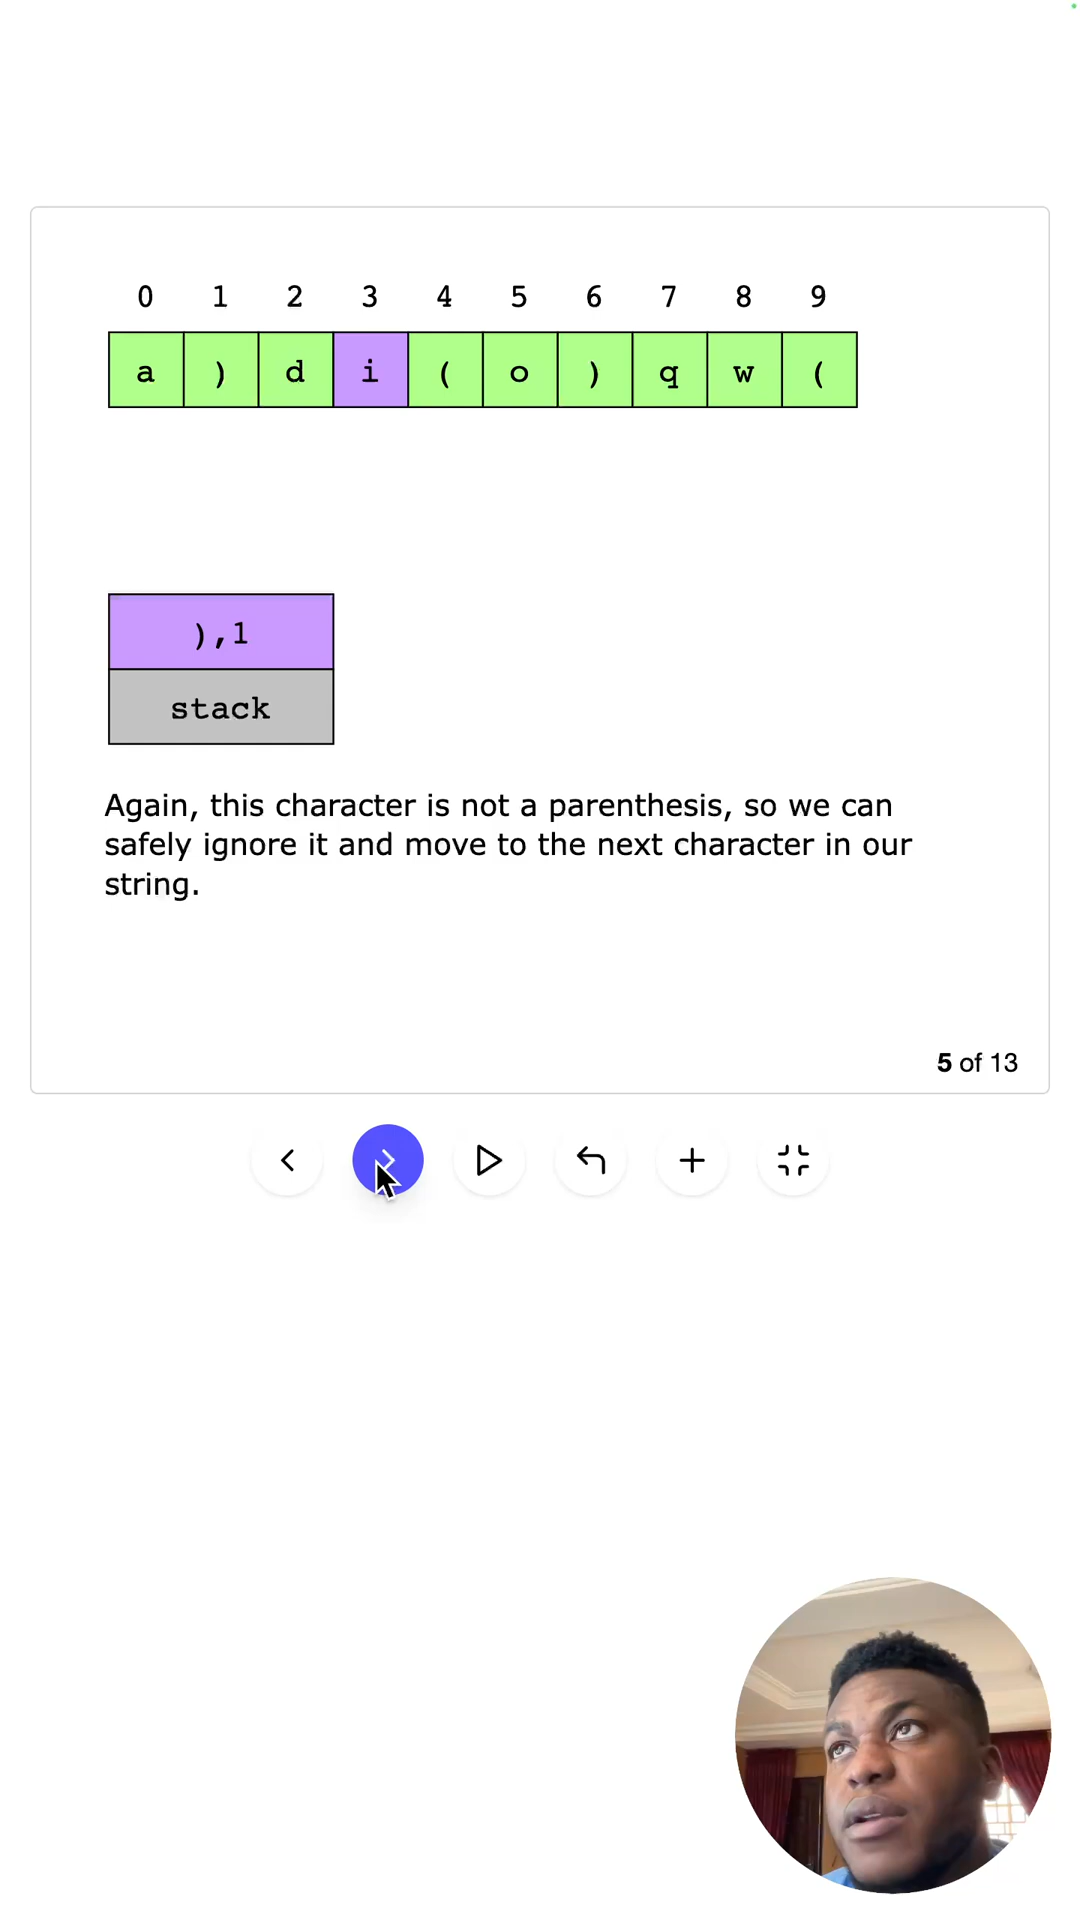 0 1 2 3 4 5 6 7 8 9
a ) d i ( o ) q w (
),1
stack
Again, this character is not a parenthesis, so we can
safely ignore it and move to the next character in our
string.
5 of 13